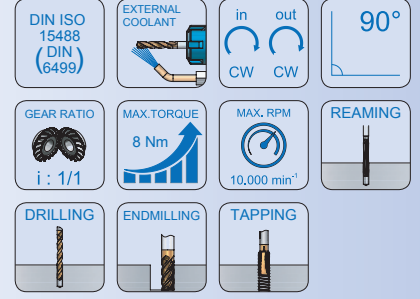 DIN ISO
15488
(DIN
6499)
EXTERNAL
COOLANT
in out
CW CW
90°
GEAR RATIO
i : 1/1
MAX.TORQUE
8 Nm
MAX. RPM
10.000 min-1
REAMING
DRILLING
ENDMILLING
TAPPING